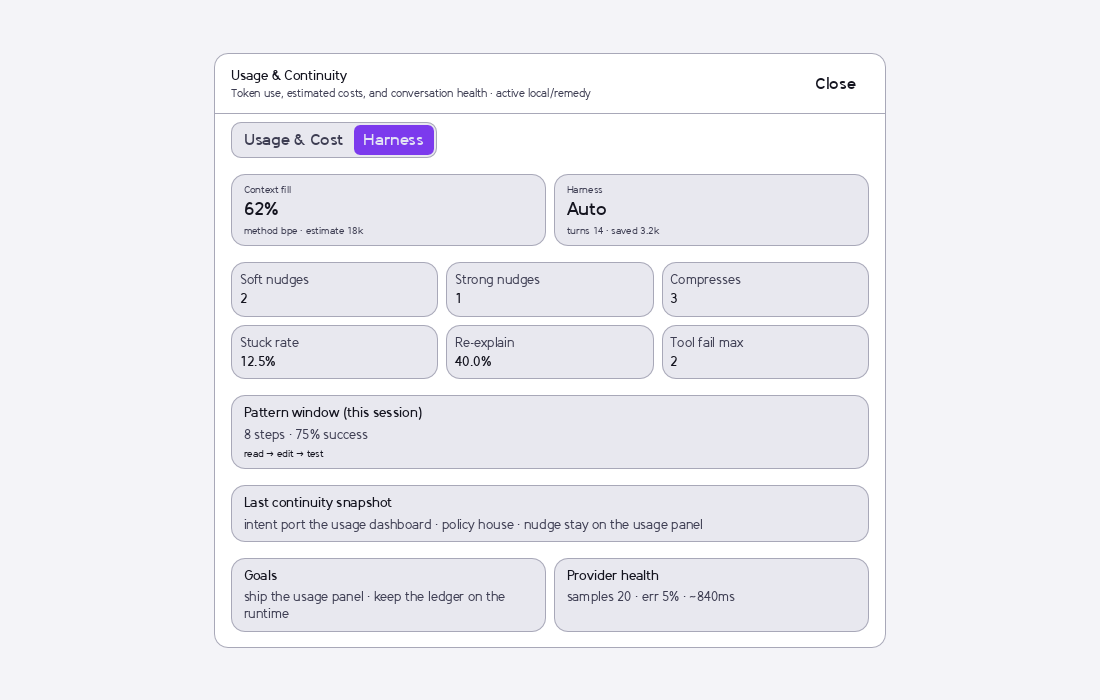 Usage & Continuity
Token use, estimated costs, and conversation health · active local/remedy
Close
Usage & Cost
Harness
Context fill
62%
method bpe · estimate 18k
Harness
Auto
turns 14 · saved 3.2k
Soft nudges
2
Strong nudges
1
Compresses
3
Stuck rate
12.5%
Re-explain
40.0%
Tool fail max
2
Pattern window (this session)
8 steps · 75% success
read → edit → test
Last continuity snapshot
intent port the usage dashboard · policy house · nudge stay on the usage panel
Goals
ship the usage panel · keep the ledger on the
runtime
Provider health
samples 20 · err 5% · ~840ms